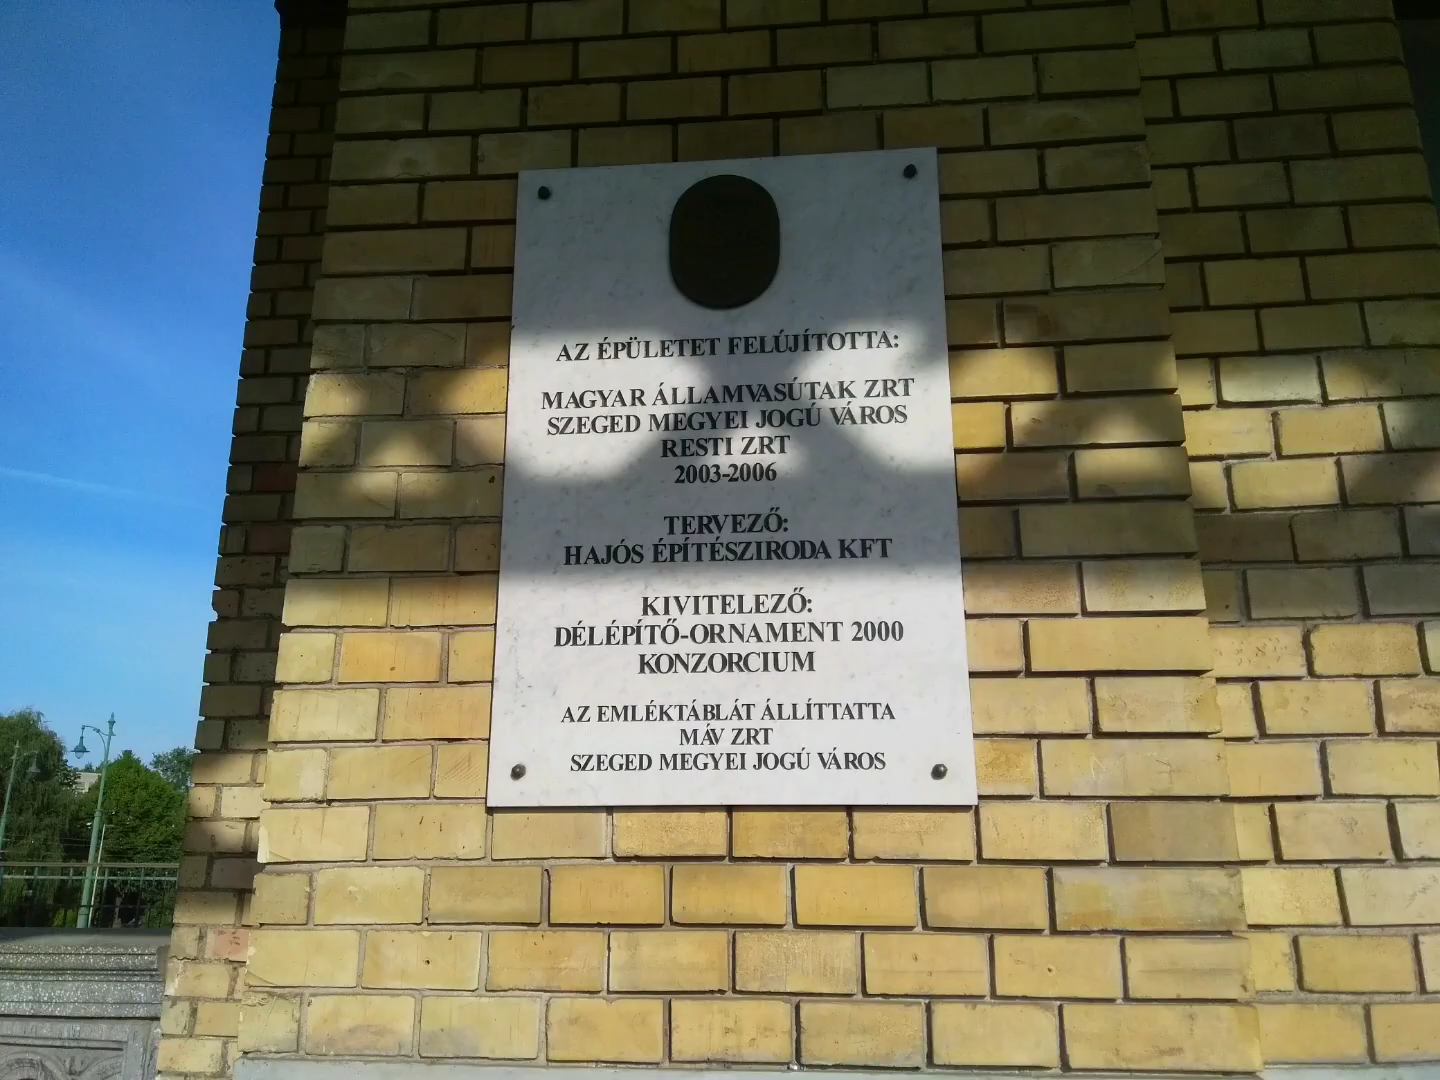 AZ ÉPÜLETET FELÚJÍTOTTA:
MAGYAR ÁLLAMVASÚTAK ZRT
SZEGED MEGYEI JOGÚ VÁROS
RESTI ZRT
2003-2006
TERVEZŐ:
HAJÓS ÉPÍTÉSZIRODA KFT
KIVITELEZŐ:
DÉLÉPÍTŐ-ORNAMENT 2000
KONZORCIUM
AZ EMLÉKTÁBLÁT ÁLLÍTTATTA
MÁV ZRT
SZEGED MEGYEI JOGÚ VÁROS